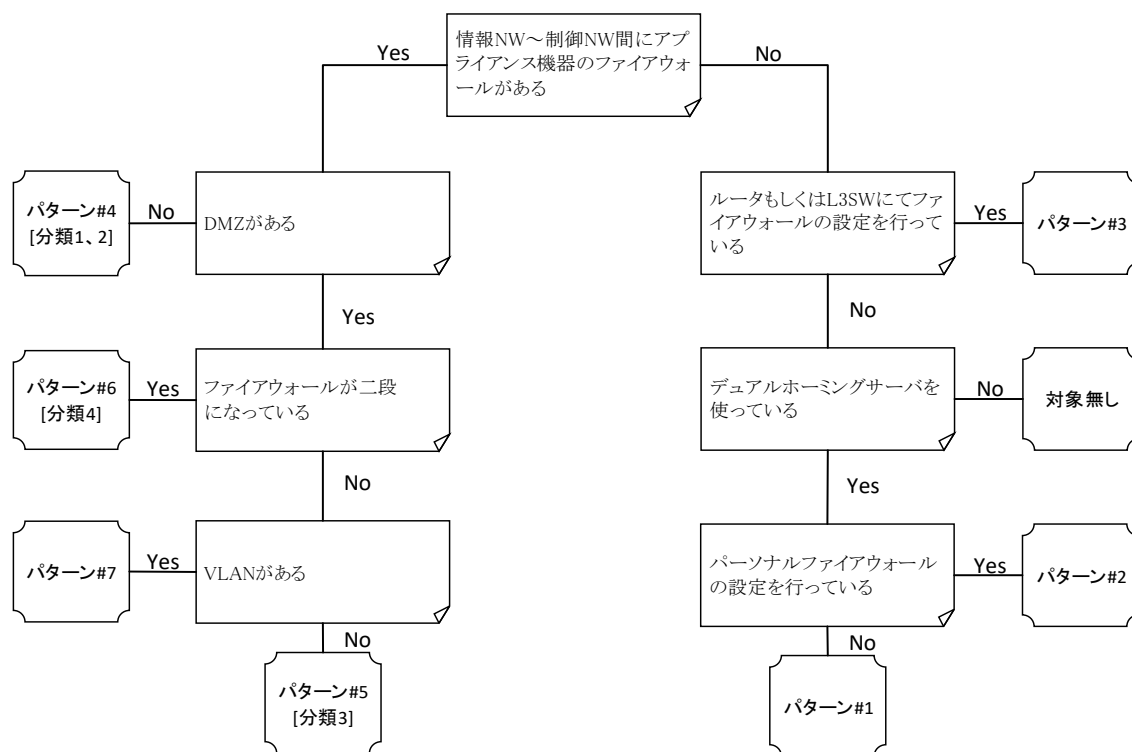 情報NW～制御NW間にアプ
ライアンス機器のファイアウォ
ールがある
Yes
No
パターン#4
[分類1、2]
No
DMZがある
ルータもしくはL3SWにてファ
イアウォールの設定を行って
いる
Yes
パターン#3
Yes
No
パターン#6
[分類4]
Yes
ファイアウォールが二段
になっている
デュアルホーミングサーバを
使っている
No
対象無し
No
Yes
パターン#7
Yes
VLANがある
パーソナルファイアウォール
の設定を行っている
Yes
パターン#2
No
No
パターン#5
[分類3]
パターン#1